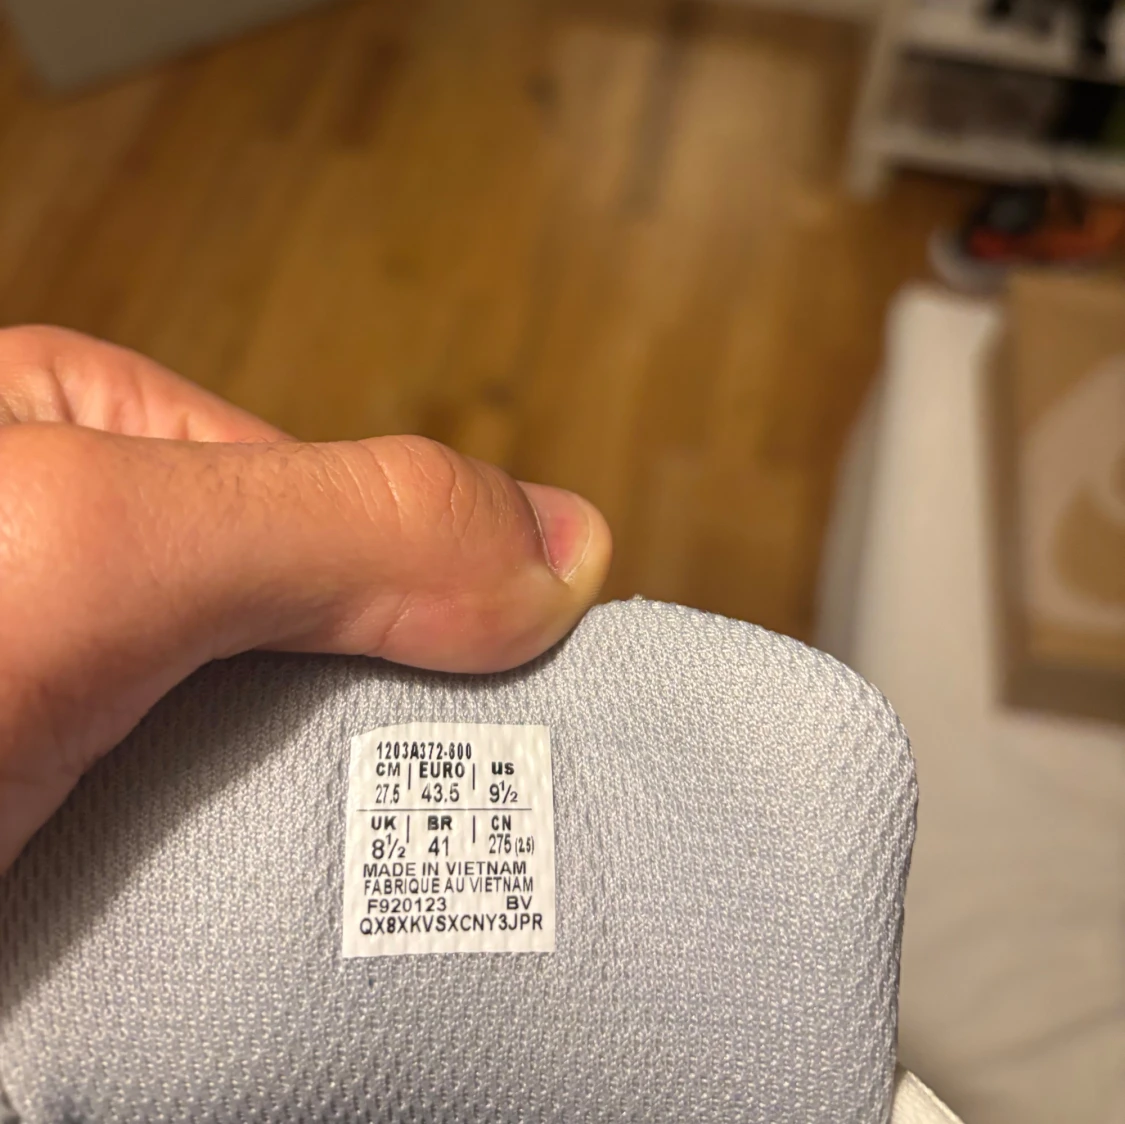 1203A372-600
CM | EURO | US
27.5 43.5 9½
UK | BR | CN
8½ 41 275 (2.5)
MADE IN VIETNAM
FABRIQUE AU VIETNAM
F920123 BV
QX8XKVSXCNY3JPR